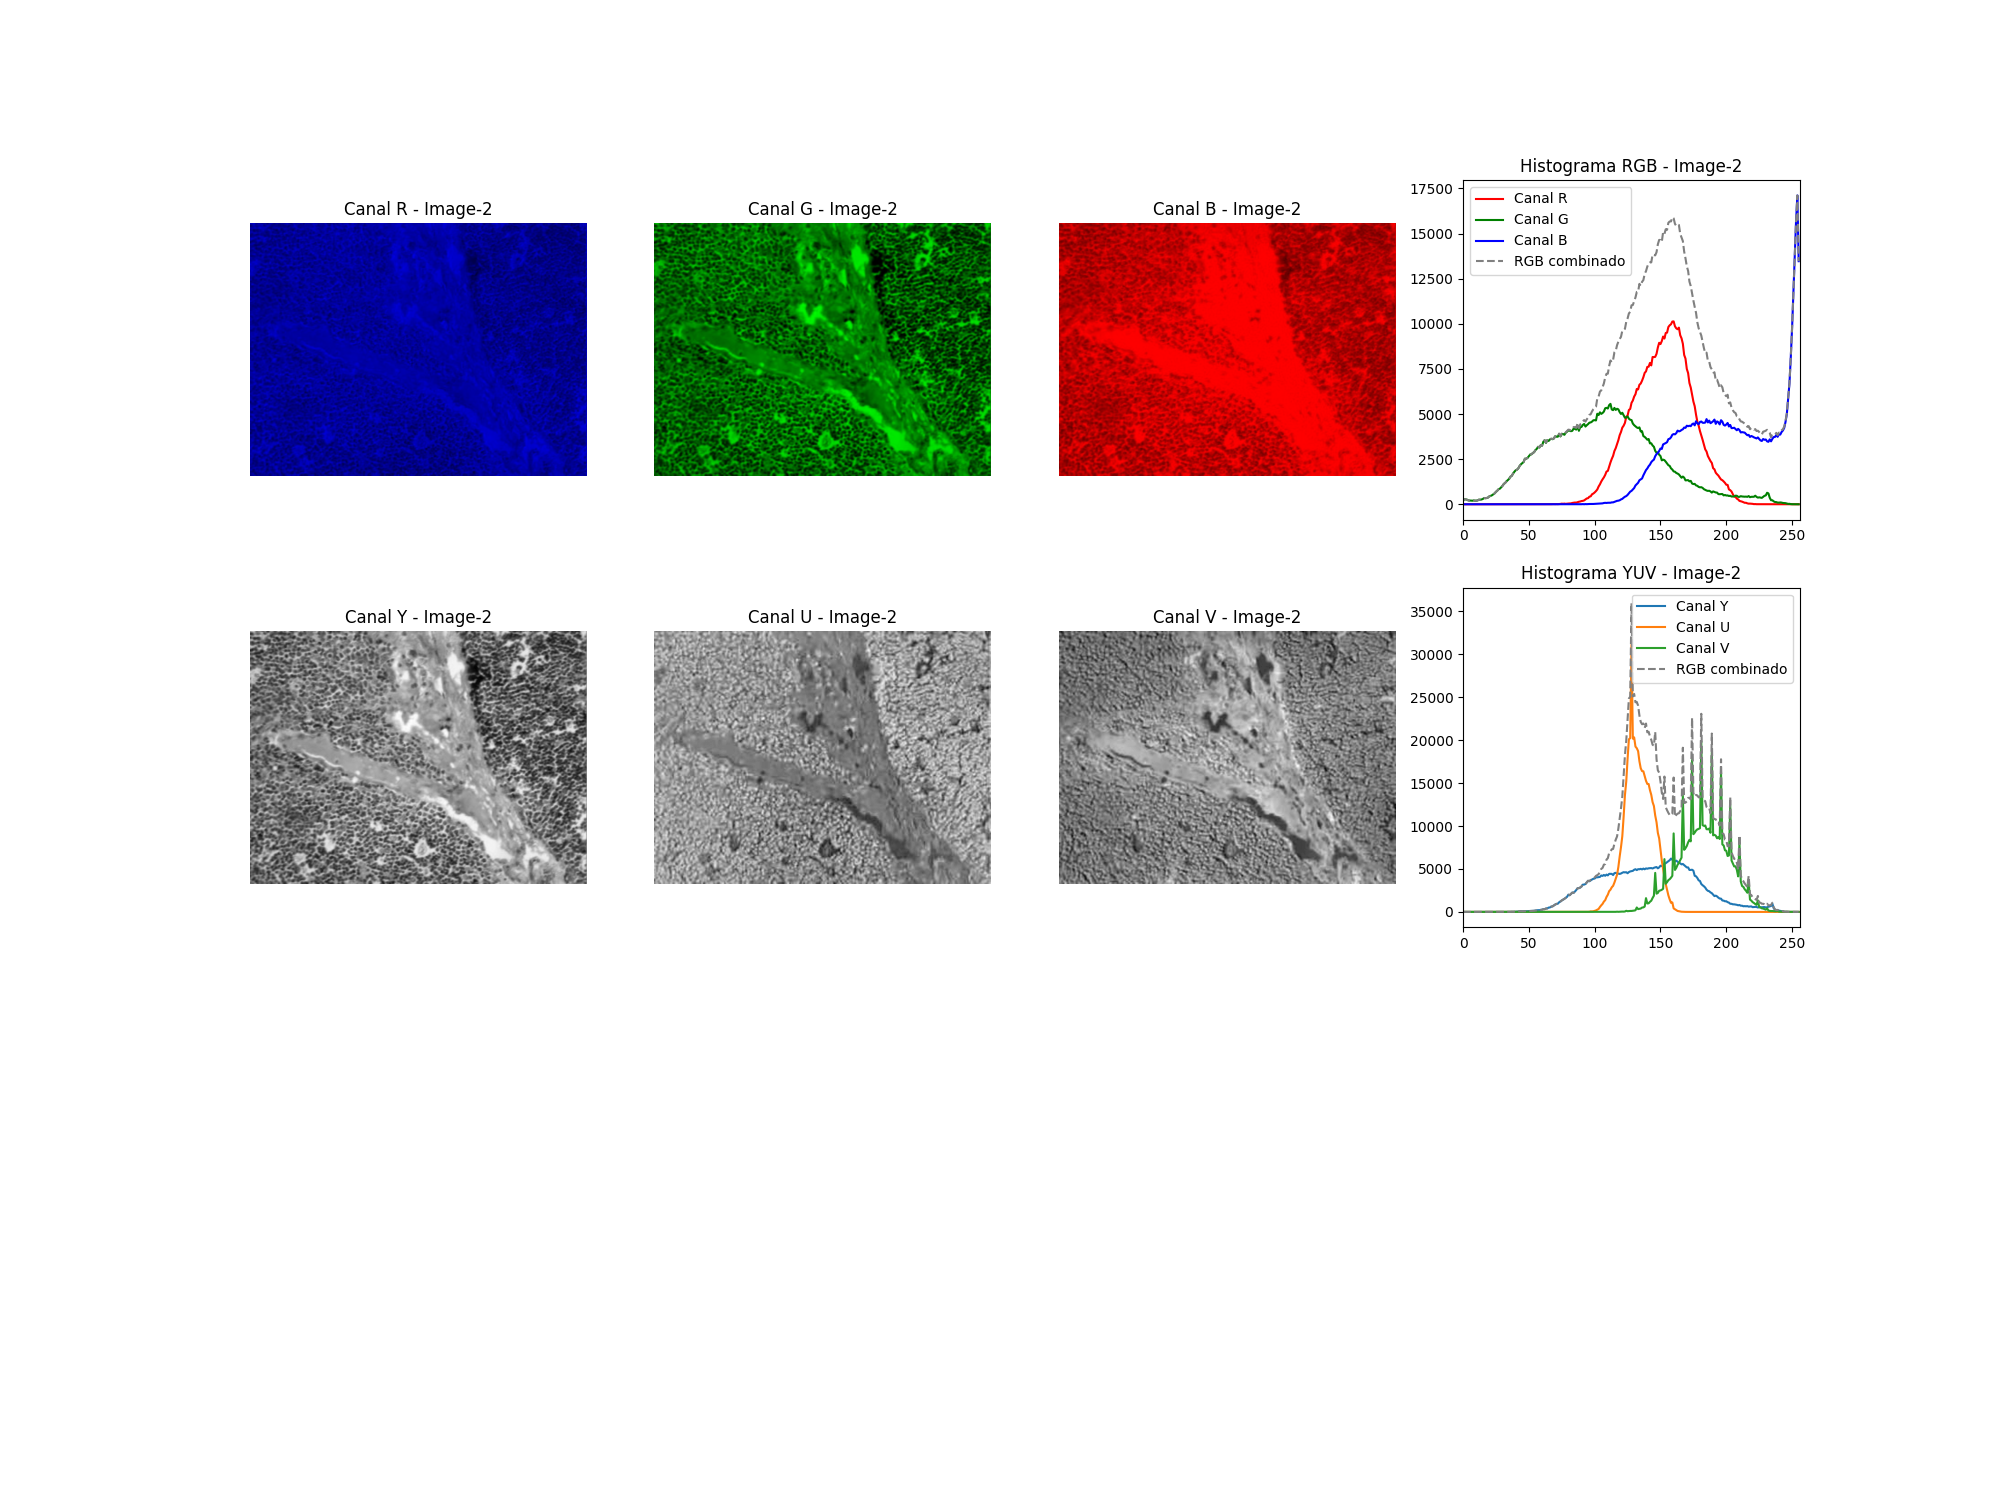 Canal R - Image-2
Canal G - Image-2
Canal B - Image-2
Histograma RGB - Image-2
17500
15000
12500
10000
7500
5000
2500
0
Canal R
Canal G
Canal B
RGB combinado
0 50 100 150 200 250
Canal Y - Image-2
Canal U - Image-2
Canal V - Image-2
Histograma YUV - Image-2
35000
30000
25000
20000
15000
10000
5000
0
Canal Y
Canal U
Canal V
RGB combinado
0 50 100 150 200 250